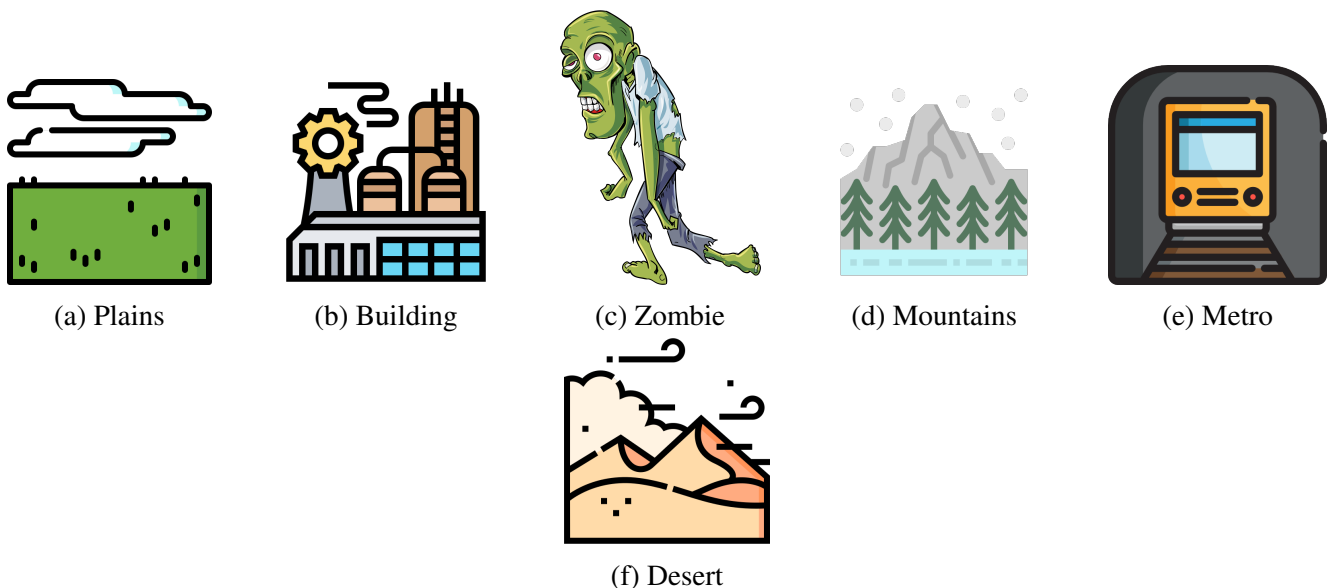 (a) Plains
(b) Building
(c) Zombie
(d) Mountains
(e) Metro
(f) Desert